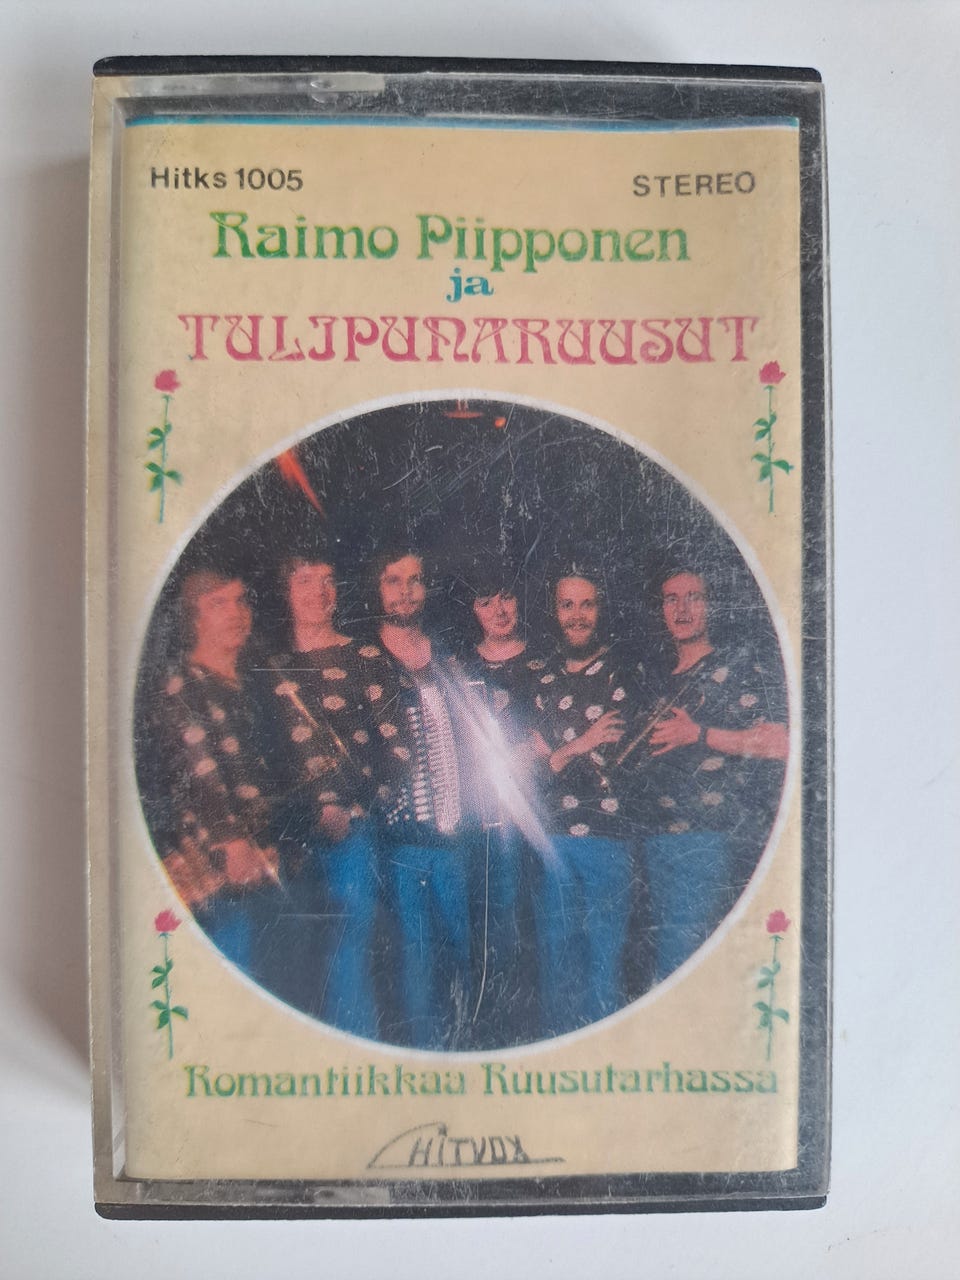 Hitks 1005
STEREO
Raimo Piipponen
ja
TULIPUNARUUSUT
Romantiikkaa Ruusutarhassa
HITVOX